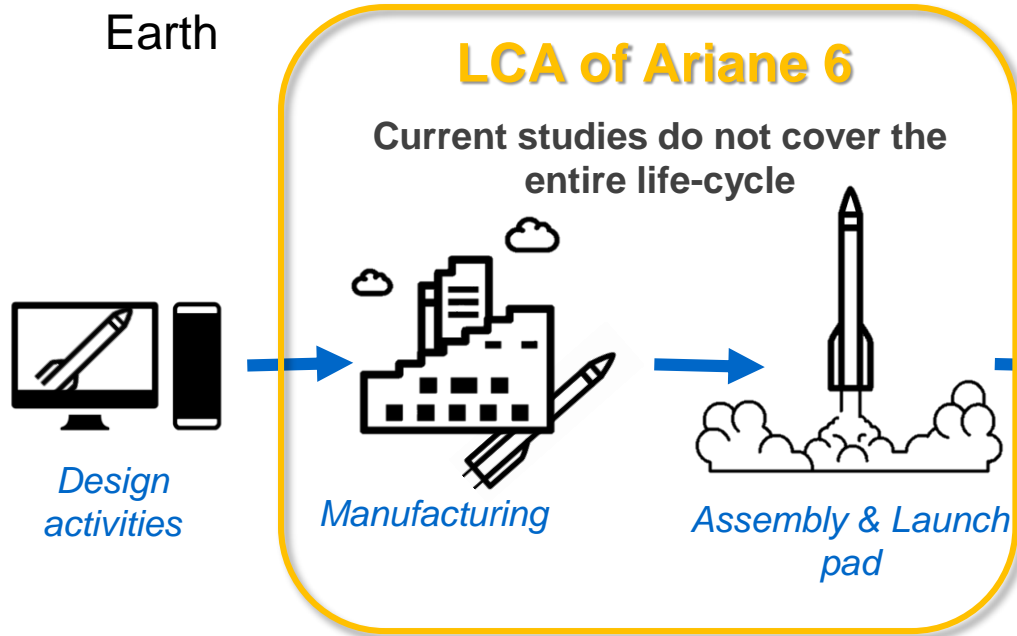 Earth
LCA of Ariane 6
Current studies do not cover the
entire life-cycle
Design
activities
Manufacturing
Assembly & Launch
pad